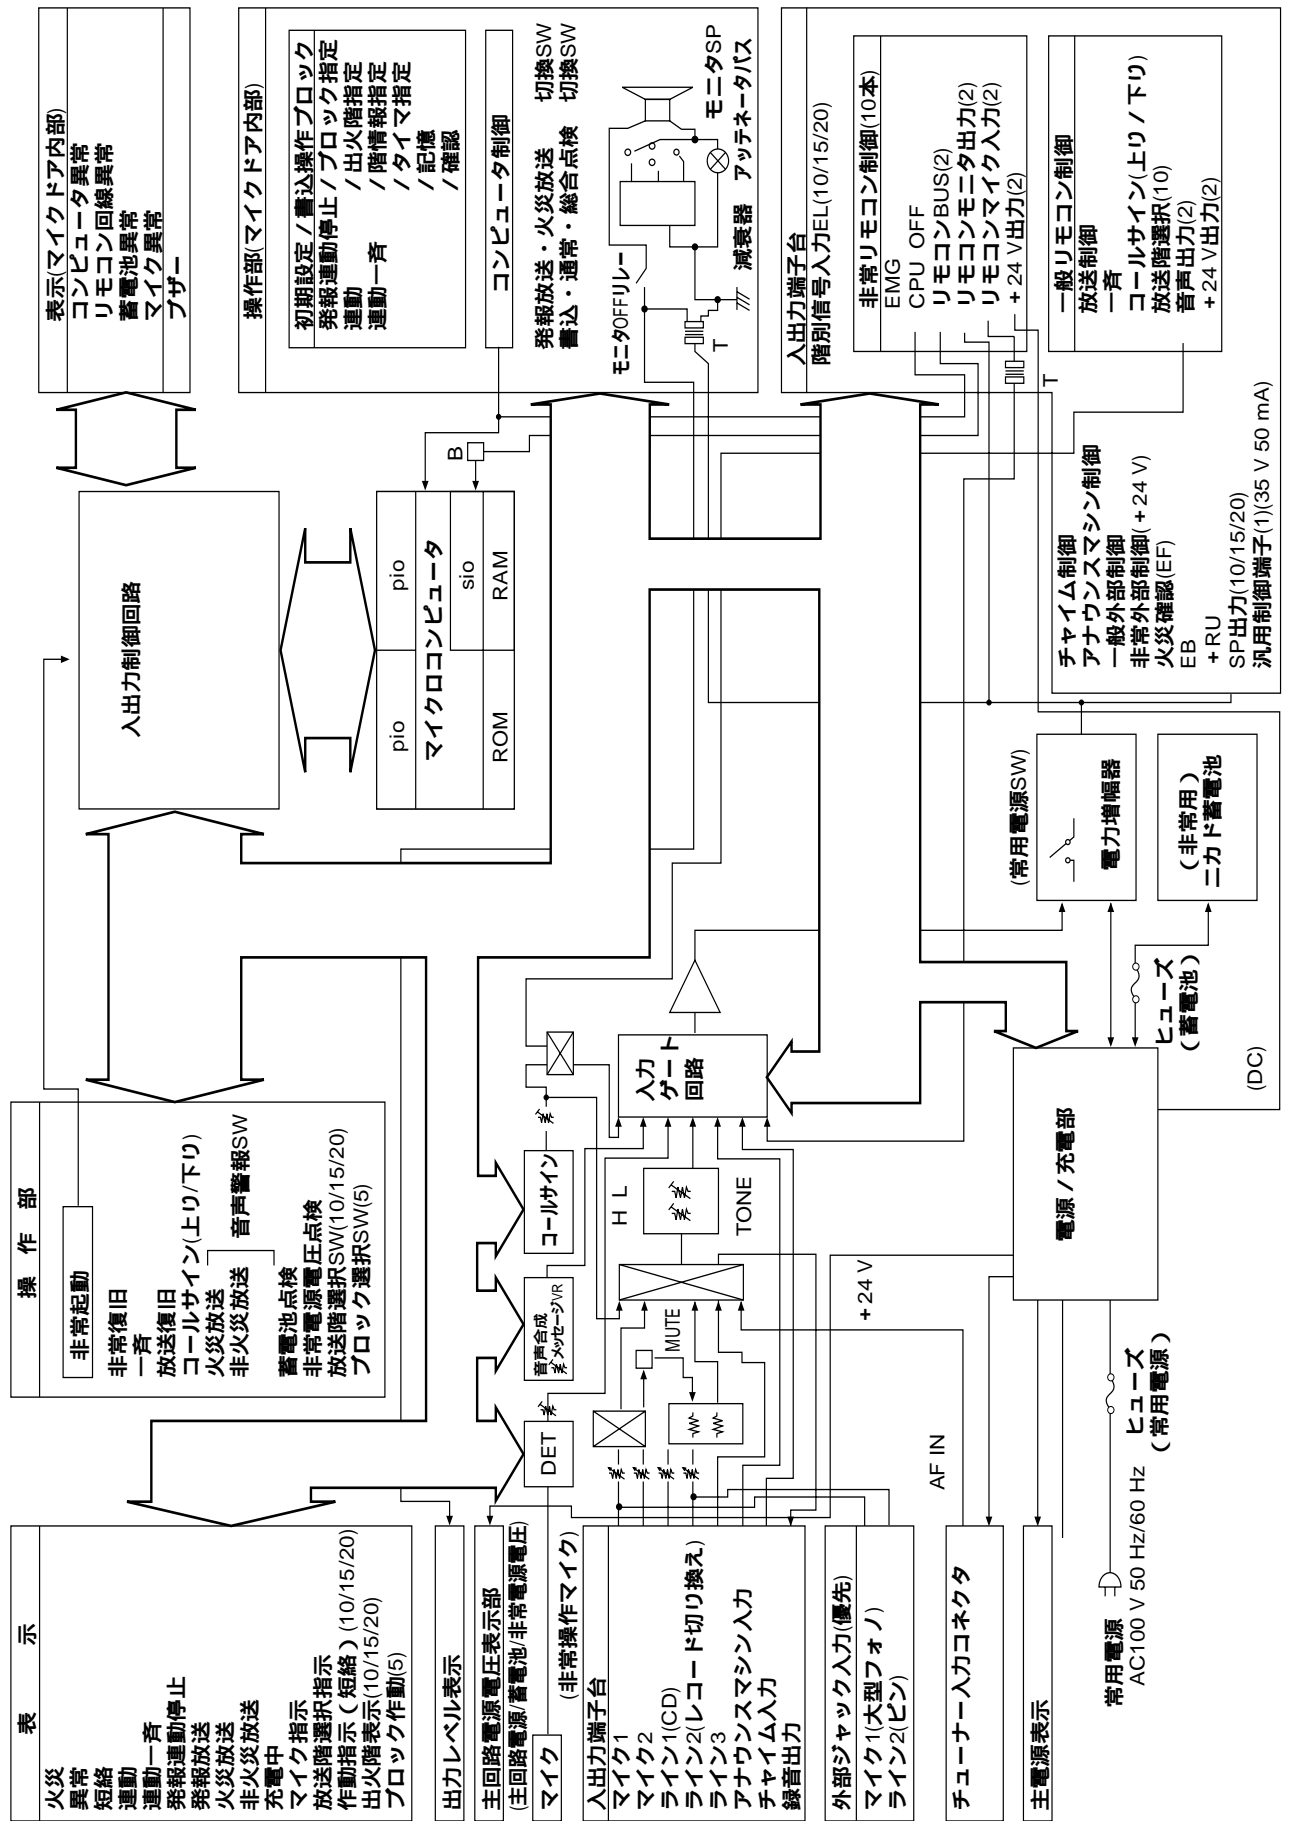 表示
火災
異常
短絡
連動
連動一斉
発報連動停止
発報放送
火災放送
非火災放送
充電中
マイク指示
放送階選択指示
作動指示（短絡）(10/15/20)
出火階表示(10/15/20)
ブロック作動(5)
出力レベル表示
主回路電源電圧表示部
(主回路電源/蓄電池/非常電源電圧)
マイク
(非常操作マイク)
入出力端子台
マイク1
マイク2
ライン1(CD)
ライン2(レコード切り換え)
ライン3
アナウンスマシン入力
チャイム入力
録音出力
外部ジャック入力(優先)
マイク1(大型フォノ)
ライン2(ピン)
チューナー入力コネクタ
主電源表示
常用電源
AC100 V 50 Hz/60 Hz
操作部
非常起動
非常復旧
一斉
放送復旧
コールサイン(上り/下り)
火災放送
非火災放送
音声警報SW
蓄電池点検
非常電源電圧点検
放送階選択SW(10/15/20)
ブロック選択SW(5)
DET
音声合成
メッセージVR
コールサイン
MUTE
H L
TONE
入力
ゲート
回路
AF IN
+24 V
ヒューズ
（常用電源）
電源/充電部
ヒューズ
（蓄電池）
(DC)
入出力制御回路
pio
pio
マイクロコンピュータ
sio
ROM
RAM
B
(常用電源SW)
電力増幅器
（非常用）
ニカド蓄電池
表示(マイクドア内部)
コンピュータ異常
リモコン回線異常
蓄電池異常
マイク異常
ブザー
操作部(マイクドア内部)
初期設定/書込操作ブロック
発報連動停止/ブロック指定
連動 /出火階指定
連動一斉 /階情報指定
/タイマ指定
/記憶
/確認
コンピュータ制御
発報放送・火災放送 切換SW
書込・通常・総合点検 切換SW
モニタOFFリレー
モニタSP
アッテネータパス
減衰器
T
入出力端子台
階別信号入力EL(10/15/20)
非常リモコン制御(10本)
EMG
CPU OFF
リモコンBUS(2)
リモコンモニタ出力(2)
リモコンマイク入力(2)
+24 V出力(2)
T
一般リモコン制御
放送制御
一斉
コールサイン(上り/下り)
放送階選択(10)
音声出力(2)
+24 V出力(2)
チャイム制御
アナウンスマシン制御
一般外部制御
非常外部制御(+24 V)
火災確認(EF)
EB
+RU
SP出力(10/15/20)
汎用制御端子(1)(35 V 50 mA)